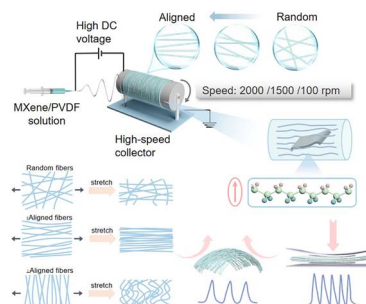 High DC
voltage
Aligned
Random
MXene/PVDF
solution
Speed: 2000 /1500 /100 rpm
High-speed
collector
Random fibers
stretch
∥Aligned fibers
stretch
⊥Aligned fibers
stretch